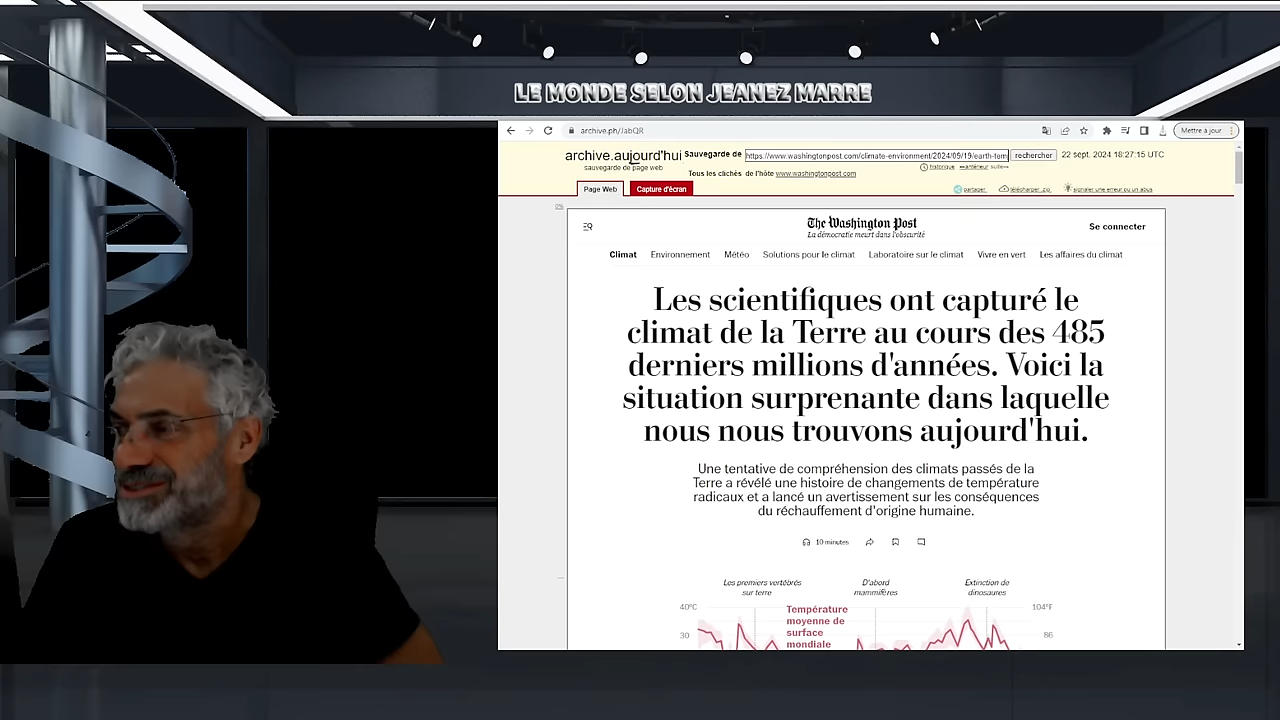 LE MONDE SELON JEANEZ MARRE
archive.ph/JabQR
Mettre à jour
archive.aujourd'hui
sauvegarde de page web
Sauvegarde de
https://www.washingtonpost.com/climate-environment/2024/09/19/earth-tem
rechercher
22 sept. 2024 18:27:15 UTC
historique
←antérieur
suite→
Tous les clichés de l'hôte www.washingtonpost.com
Page Web
Capture d'écran
partager
télécharger .zip
signaler une erreur ou un abus
0%
The Washington Post
La démocratie meurt dans l'obscurité
Se connecter
Climat
Environnement
Météo
Solutions pour le climat
Laboratoire sur le climat
Vivre en vert
Les affaires du climat
Les scientifiques ont capturé le
climat de la Terre au cours des 485
derniers millions d'années. Voici la
situation surprenante dans laquelle
nous nous trouvons aujourd'hui.
Une tentative de compréhension des climats passés de la
Terre a révélé une histoire de changements de température
radicaux et a lancé un avertissement sur les conséquences
du réchauffement d'origine humaine.
10 minutes
Les premiers vertébrés
sur terre
D'abord
mammifères
Extinction de
dinosaures
40°C
104°F
Température
moyenne de
surface
mondiale
30
86